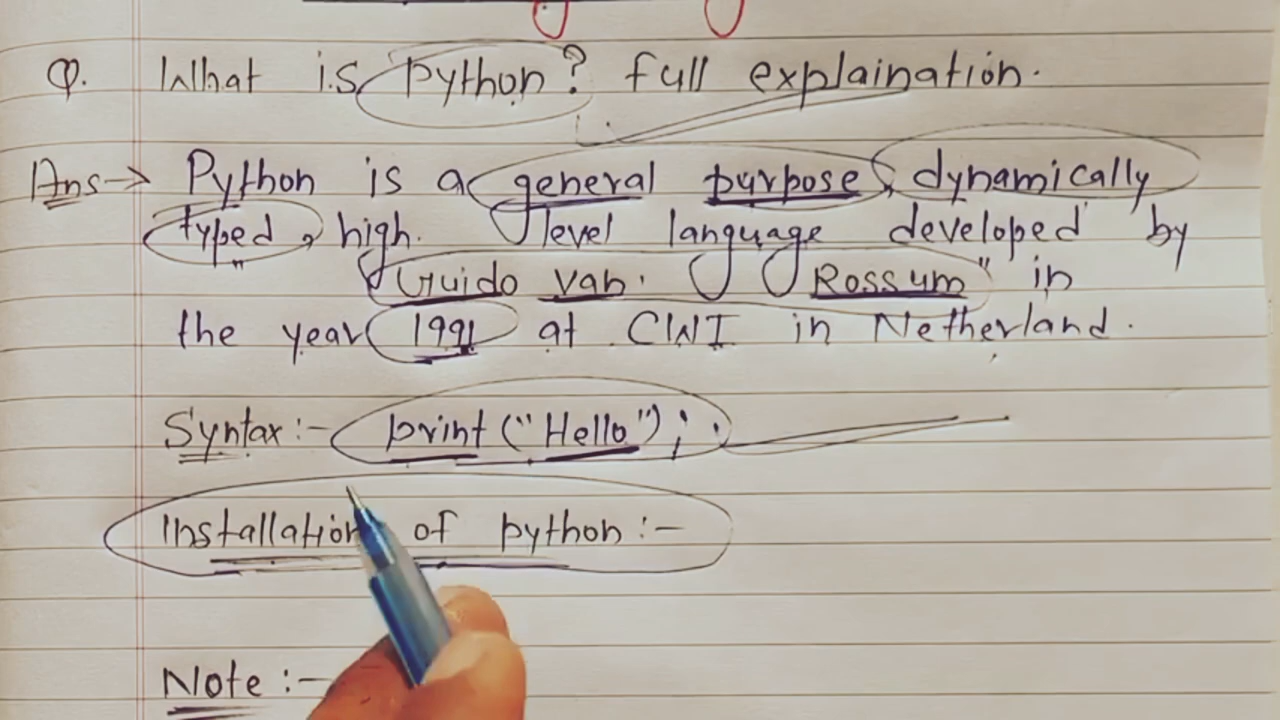 Q. What is python? full explaination.
Ans → Python is a general purpose, dynamically
typed, high level language developed by
"Guido van Rossum" in
the year 1991 at CWI in Netherland.
Syntax :- print ("Hello");
Installation of python :-
Note :-